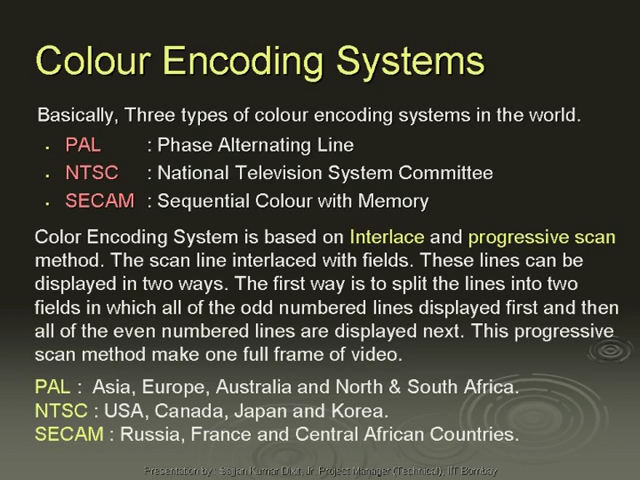 Colour Encoding Systems
Basically, Three types of colour encoding systems in the world.
• PAL : Phase Alternating Line
• NTSC : National Television System Committee
• SECAM : Sequential Colour with Memory
Color Encoding System is based on Interlace and progressive scan
method. The scan line interlaced with fields. These lines can be
displayed in two ways. The first way is to split the lines into two
fields in which all of the odd numbered lines displayed first and then
all of the even numbered lines are displayed next. This progressive
scan method make one full frame of video.
PAL : Asia, Europe, Australia and North & South Africa.
NTSC : USA, Canada, Japan and Korea.
SECAM : Russia, France and Central African Countries.
Presentation by : Sajjan Kumar Dixit, Jr. Project Manager (Technical), IIT Bombay